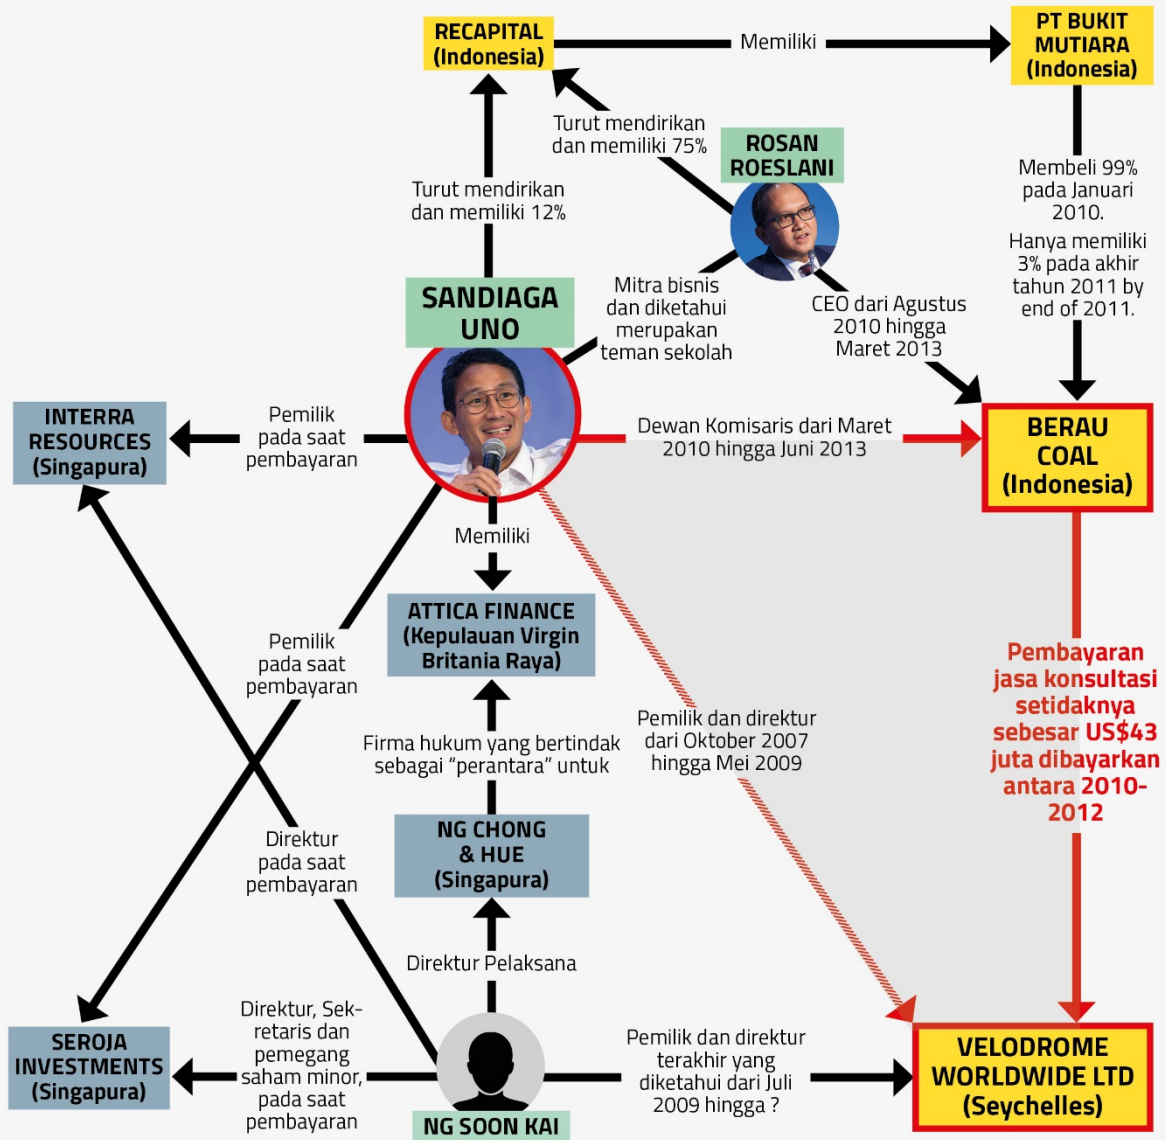 RECAPITAL
(Indonesia)
Memiliki
PT BUKIT
MUTIARA
(Indonesia)
Turut mendirikan
dan memiliki 75%
ROSAN
ROESLANI
Membeli 99%
pada Januari
2010.
Hanya memiliki
3% pada akhir
tahun 2011 by
end of 2011.
Turut mendirikan
dan memiliki 12%
SANDIAGA
UNO
Mitra bisnis
dan diketahui
merupakan
teman sekolah
CEO dari Agustus
2010 hingga
Maret 2013
INTERRA
RESOURCES
(Singapura)
Pemilik
pada saat
pembayaran
Dewan Komisaris dari Maret
2010 hingga Juni 2013
BERAU
COAL
(Indonesia)
Memiliki
ATTICA FINANCE
(Kepulauan Virgin
Britania Raya)
Pemilik
pada saat
pembayaran
Pembayaran
jasa konsultasi
setidaknya
sebesar US$43
juta dibayarkan
antara 2010-
2012
Firma hukum yang bertindak
sebagai “perantara” untuk
Pemilik dan direktur
dari Oktober 2007
hingga Mei 2009
NG CHONG
& HUE
(Singapura)
Direktur
pada saat
pembayaran
Direktur Pelaksana
SEROJA
INVESTMENTS
(Singapura)
Direktur, Sek-
retaris dan
pemegang
saham minor,
pada saat
pembayaran
NG SOON KAI
Pemilik dan direktur
terakhir yang
diketahui dari Juli
2009 hingga ?
VELODROME
WORLDWIDE LTD
(Seychelles)